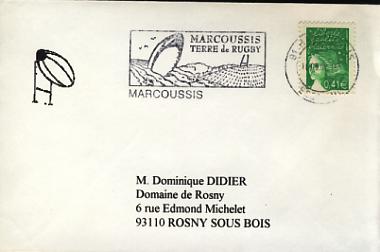 MARCOUSSIS
TERRE de RUGBY
MARCOUSSIS
0,41€
M. Dominique DIDIER
Domaine de Rosny
6 rue Edmond Michelet
93110 ROSNY SOUS BOIS